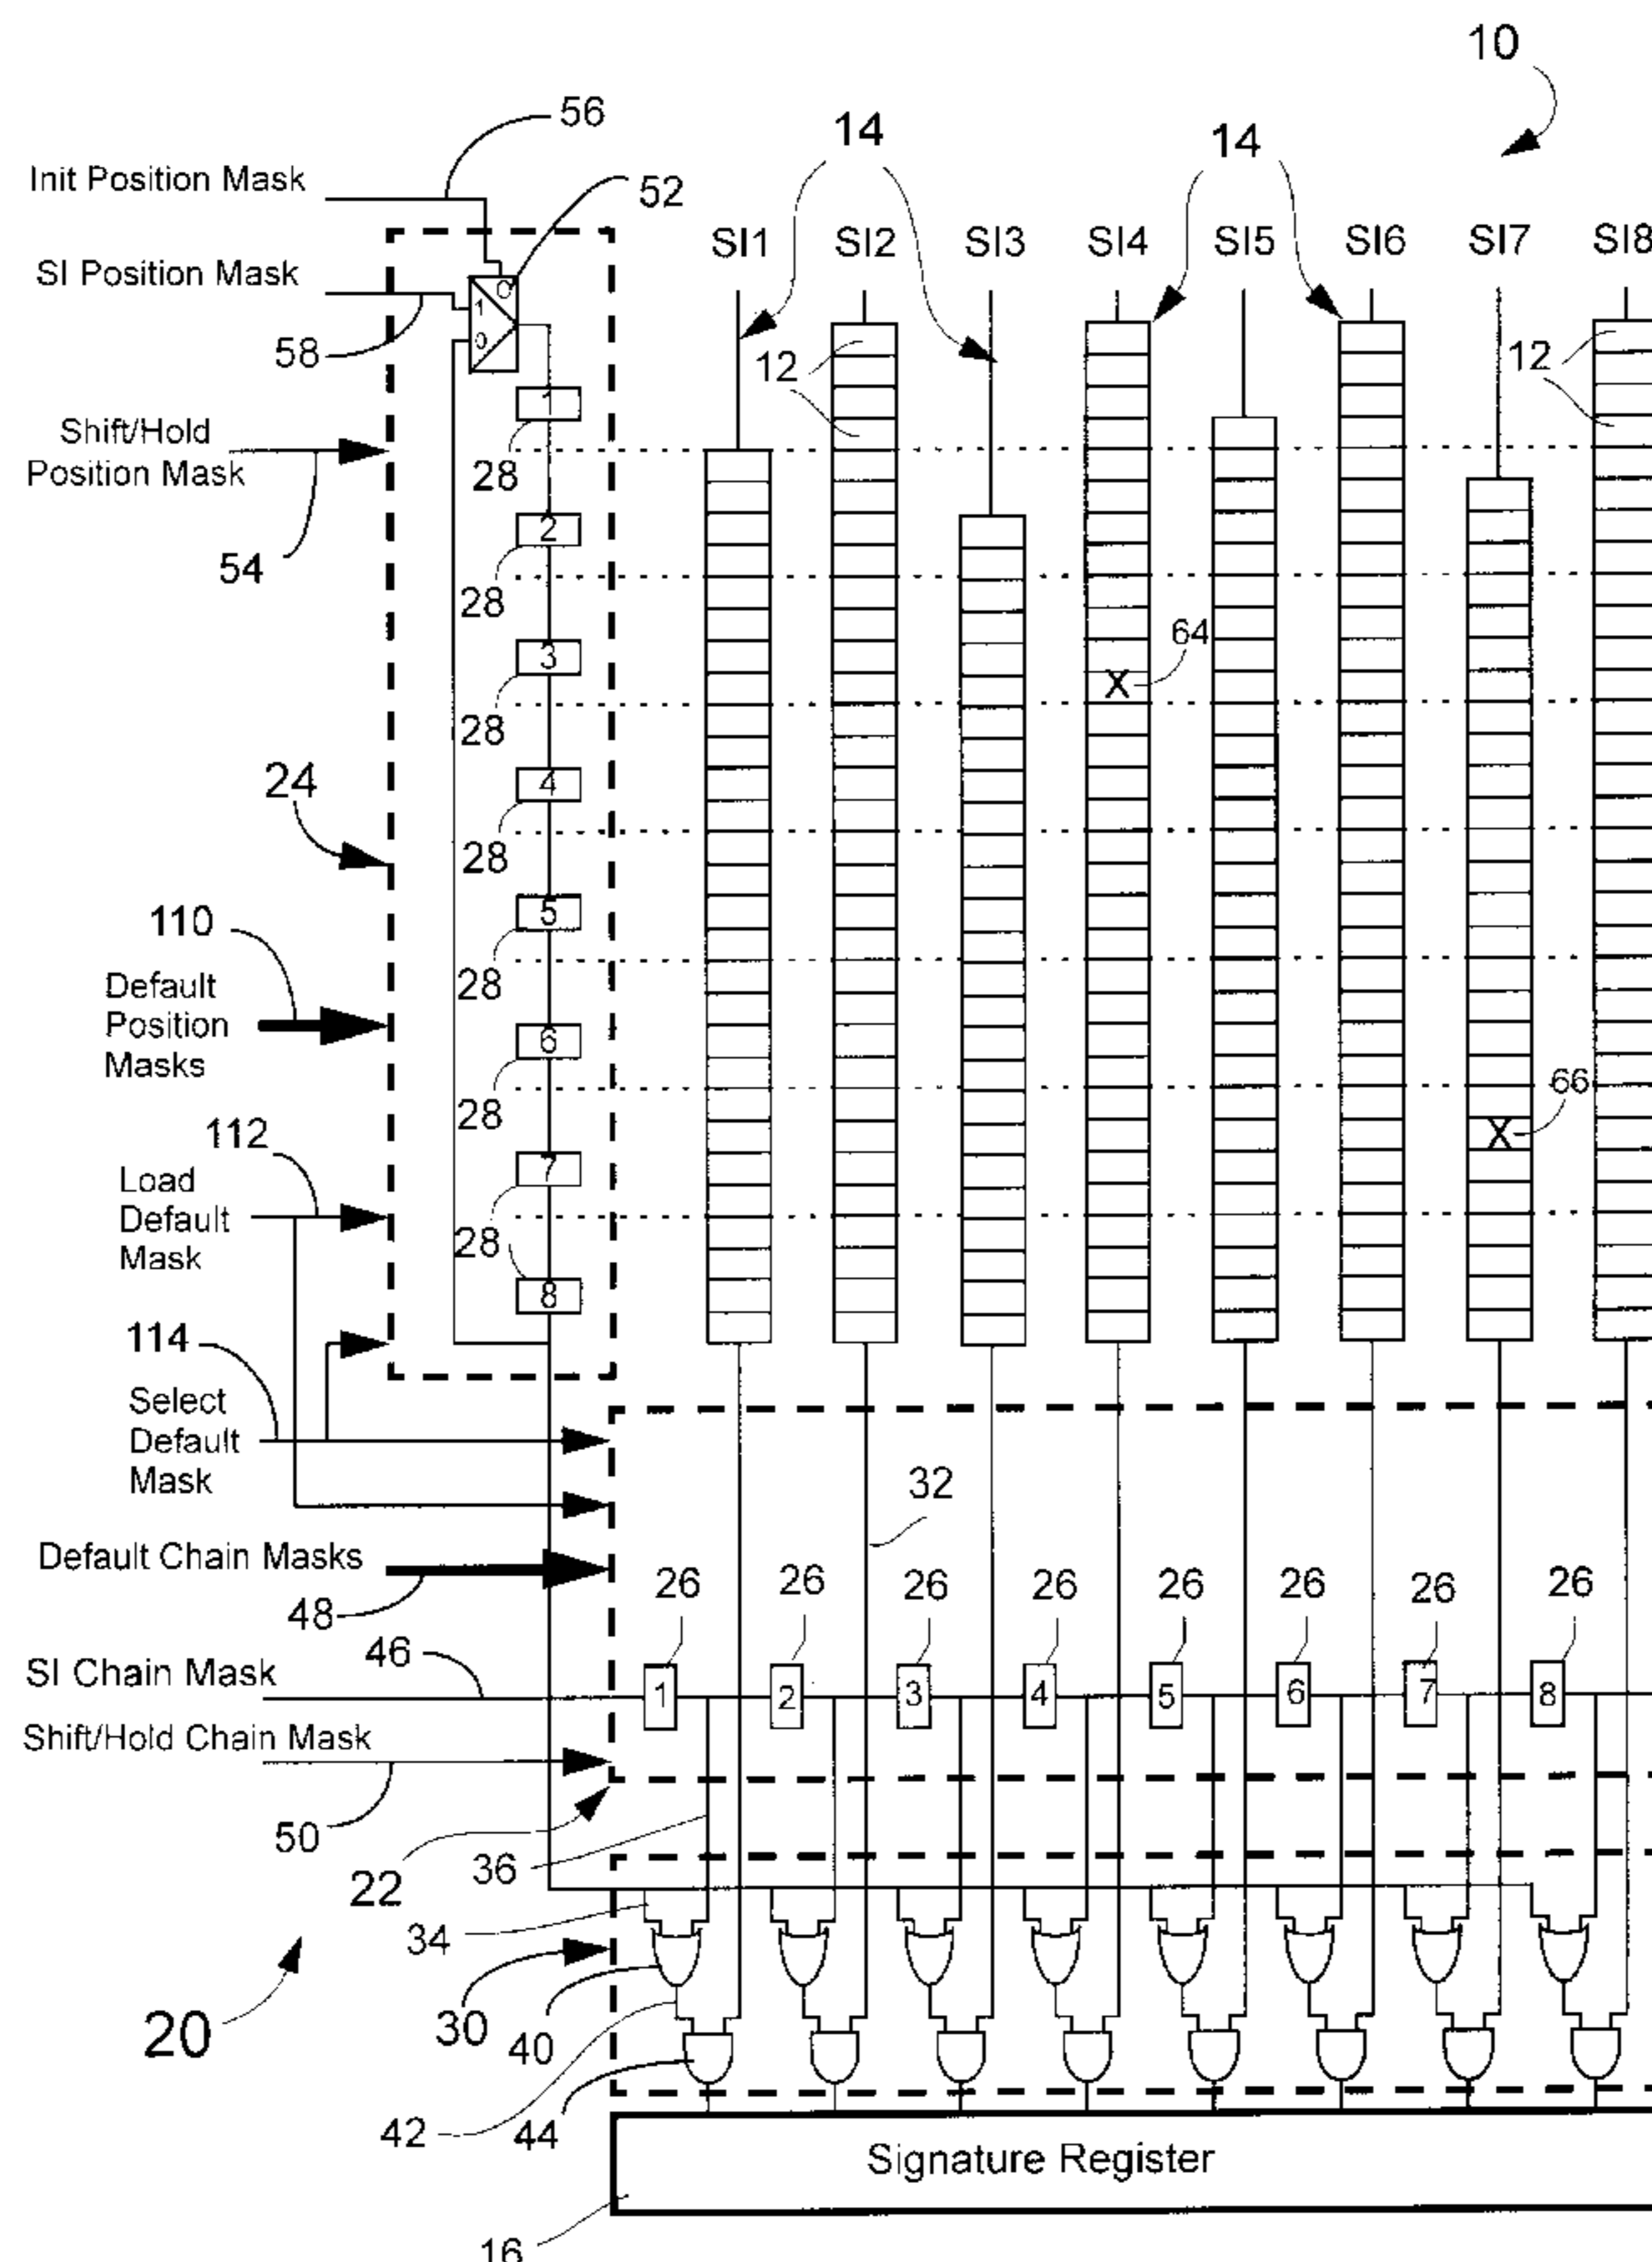 10
56
14
14
Init Position Mask
52
SI1 SI2 SI3 SI4 SI5 SI6 SI7 SI8
SI Position Mask
0
1
0
58
12
12
1
Shift/Hold
Position Mask
28
54
2
28
3
64
X
28
24
4
28
110
5
28
Default
Position
Masks
6
66
28
112
X
7
Load
Default
Mask
28
8
114
Select
Default
Mask
32
Default Chain Masks
26 26 26 26 26 26 26 26
48
46
SI Chain Mask
1 2 3 4 5 6 7 8
Shift/Hold Chain Mask
50
36
22
34
30
40
20
42
44
Signature Register
16